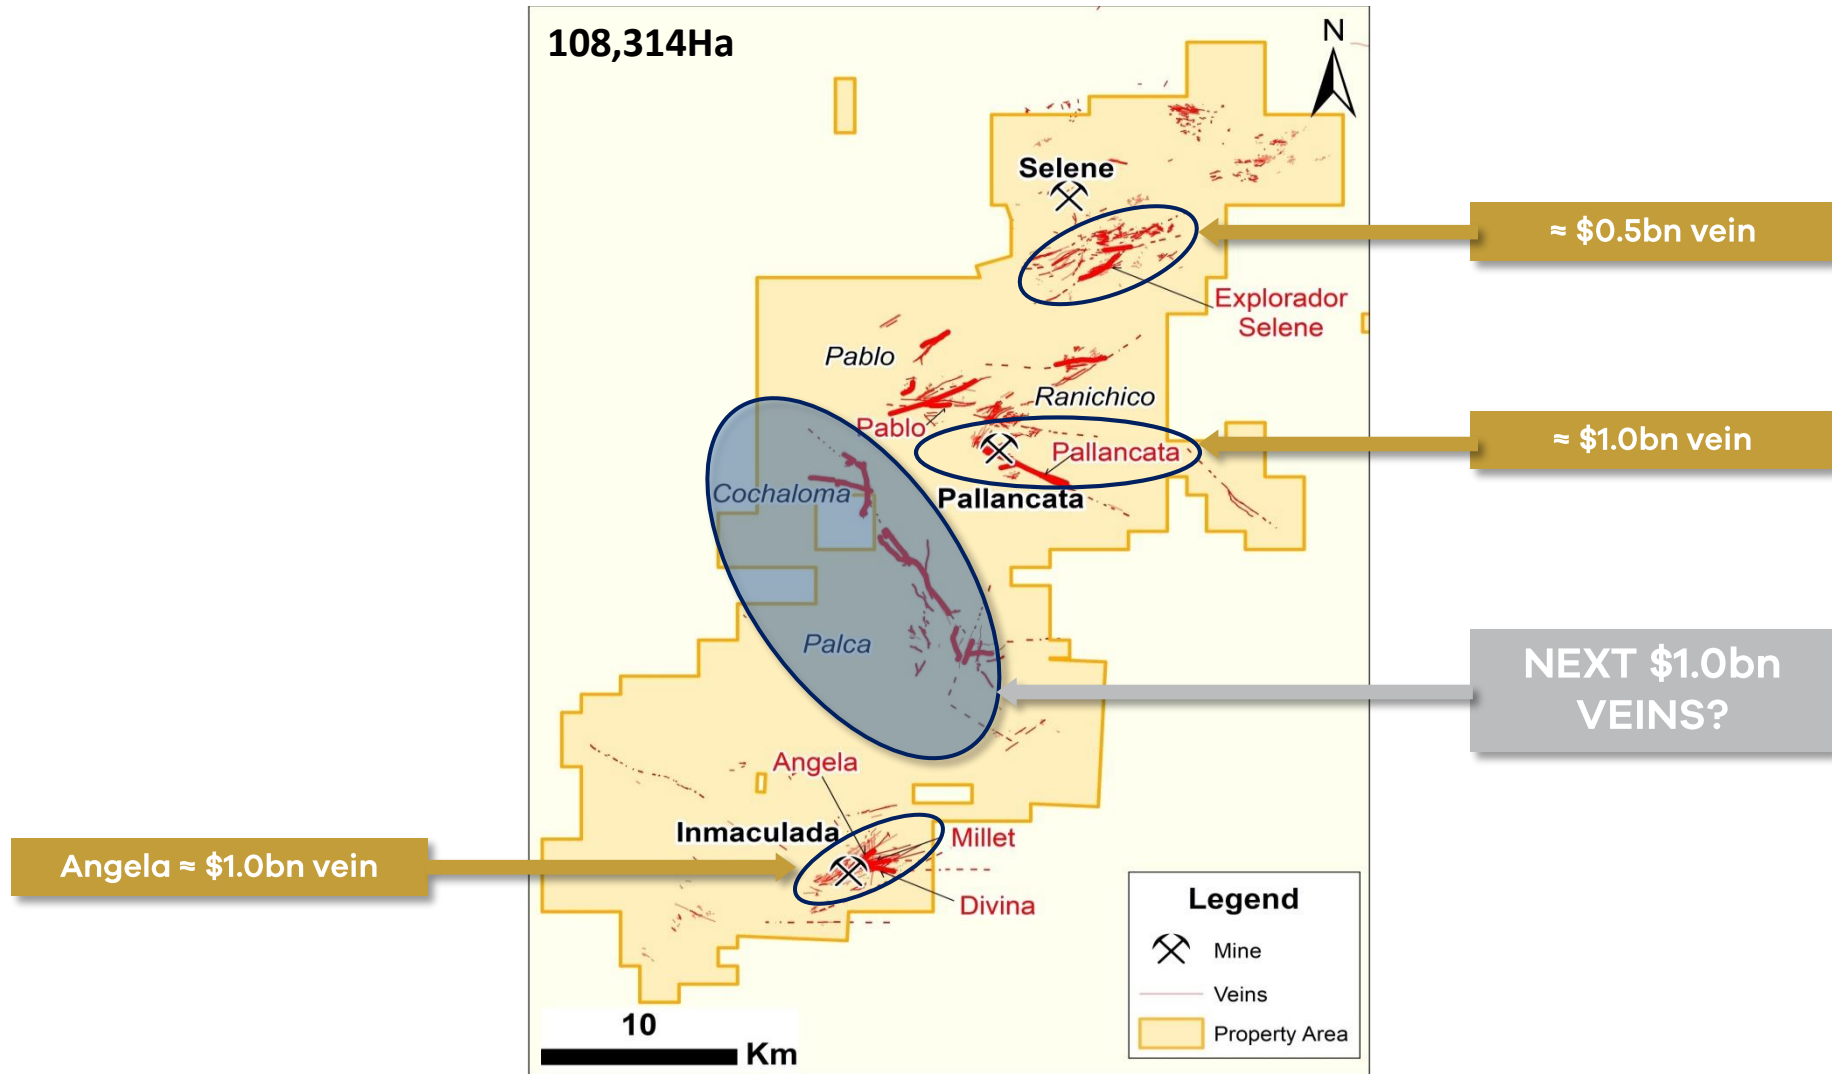 108,314Ha
N
Selene
≈ $0.5bn vein
Explorador
Selene
Pablo
Ranichico
Pablo
≈ $1.0bn vein
Pallancata
Cochaloma
Pallancata
Palca
NEXT $1.0bn
VEINS?
Angela
Inmaculada
Millet
Angela ≈ $1.0bn vein
Divina
Legend
Mine
Veins
Property Area
10
Km